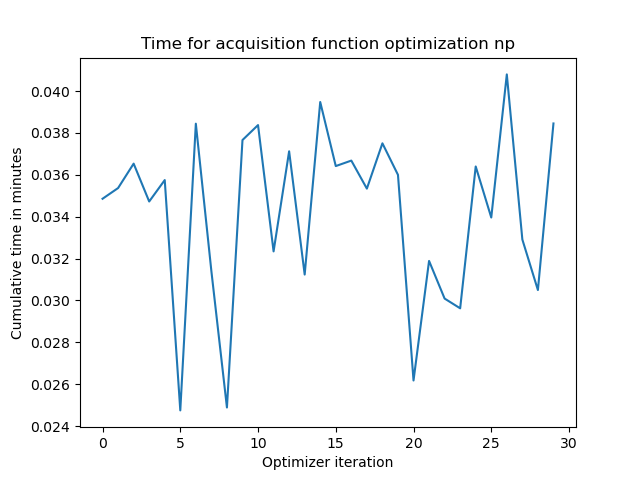 Time for acquisition function optimization np
0.040
0.038
0.036
0.034
0.032
0.030
0.028
0.026
0.024
Cumulative time in minutes
0 5 10 15 20 25 30
Optimizer iteration